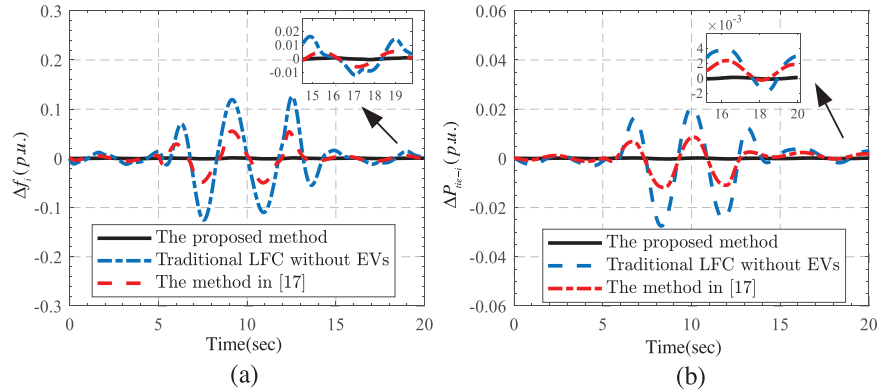 0.3
0.2
0.1
0
-0.1
-0.2
-0.3
Δf_i (p.u.)
0.02
0.01
0
-0.01
15 16 17 18 19
The proposed method
Traditional LFC without EVs
The method in [17]
0 5 10 15 20
Time(sec)
(a)
0.06
0.04
0.02
0
-0.02
-0.04
-0.06
ΔP_{tie-i} (p.u.)
×10^{-3}
4
2
0
-2
16 18 20
The proposed method
Traditional LFC without EVs
The method in [17]
0 5 10 15 20
Time(sec)
(b)